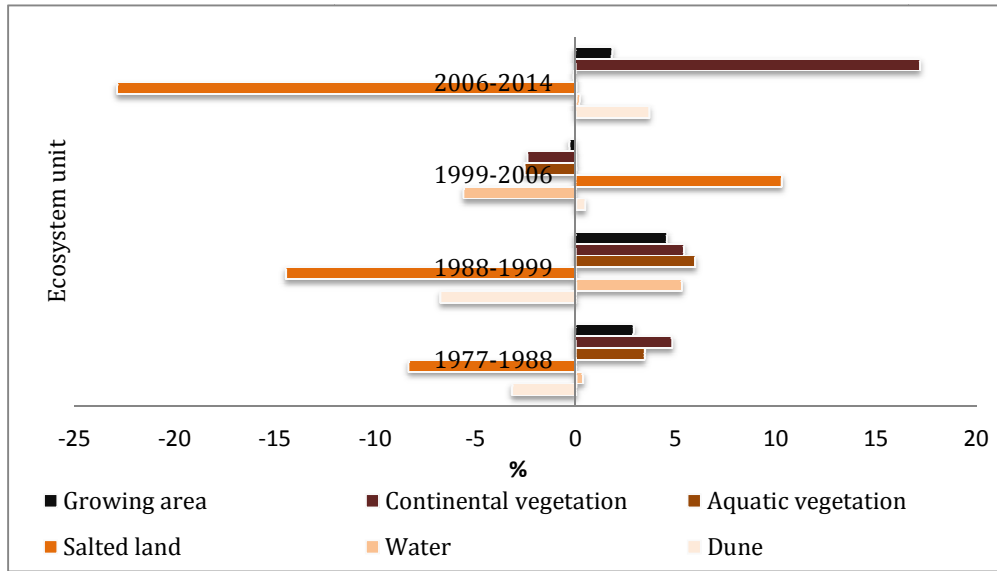 Ecosystem unit
2006-2014
1999-2006
1988-1999
1977-1988
-25 -20 -15 -10 -5 0 5 10 15 20
%
Growing area Continental vegetation Aquatic vegetation
Salted land Water Dune